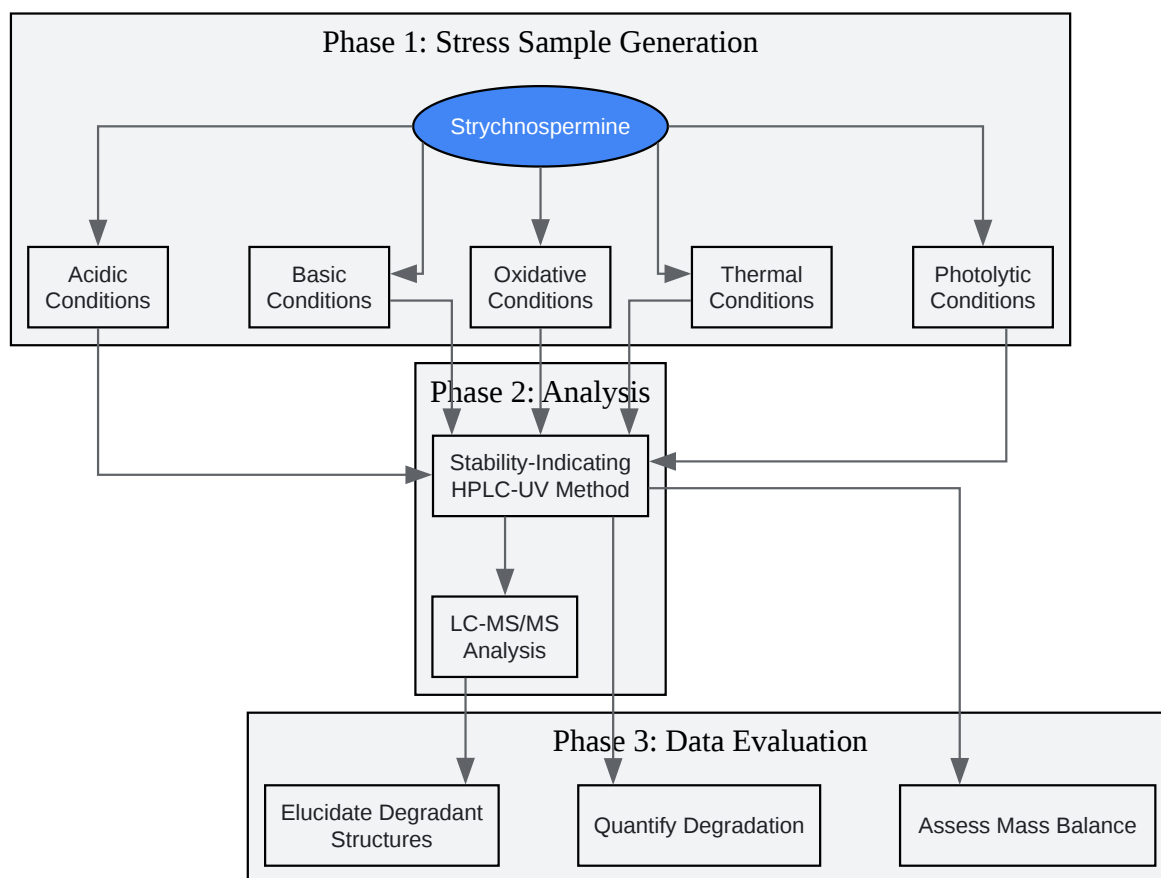 Phase 1: Stress Sample Generation
Strychnospermine
Acidic
Conditions
Basic
Conditions
Oxidative
Conditions
Thermal
Conditions
Photolytic
Conditions
Phase 2: Analysis
Stability-Indicating
HPLC-UV Method
LC-MS/MS
Analysis
Phase 3: Data Evaluation
Elucidate Degradant
Structures
Quantify Degradation
Assess Mass Balance